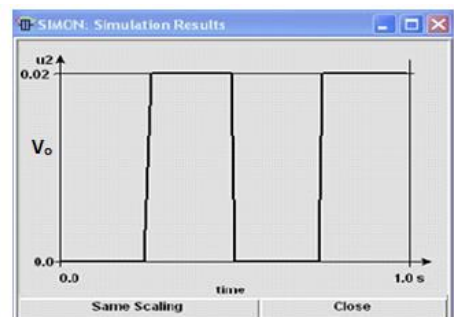 SIMON: Simulation Results
u2
0.02
Vo
0.0
0.0 1.0 s
time
Same Scaling Close